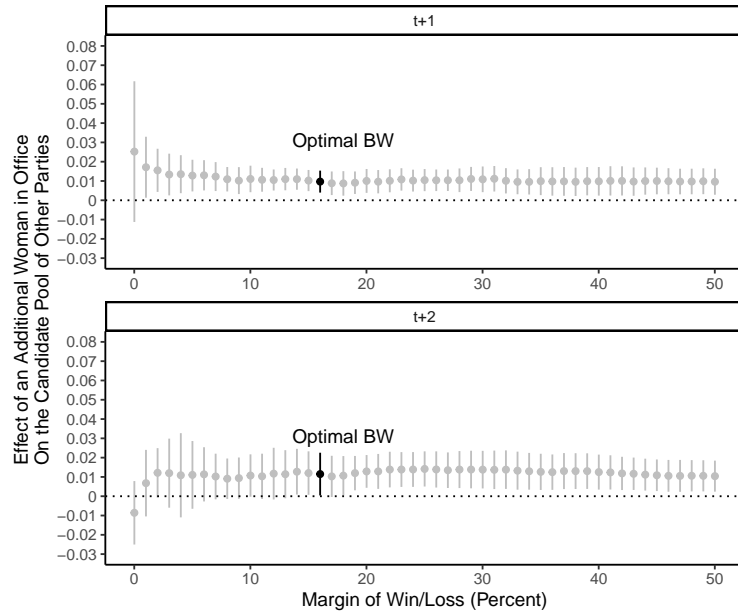 t+1
0.08
0.07
0.06
0.05
0.04
0.03
0.02
0.01
0
−0.01
−0.02
−0.03
Optimal BW
0 10 20 30 40 50
t+2
0.08
0.07
0.06
0.05
0.04
0.03
0.02
0.01
0
−0.01
−0.02
−0.03
Optimal BW
0 10 20 30 40 50
Margin of Win/Loss (Percent)
Effect of an Additional Woman in Office
On the Candidate Pool of Other Parties